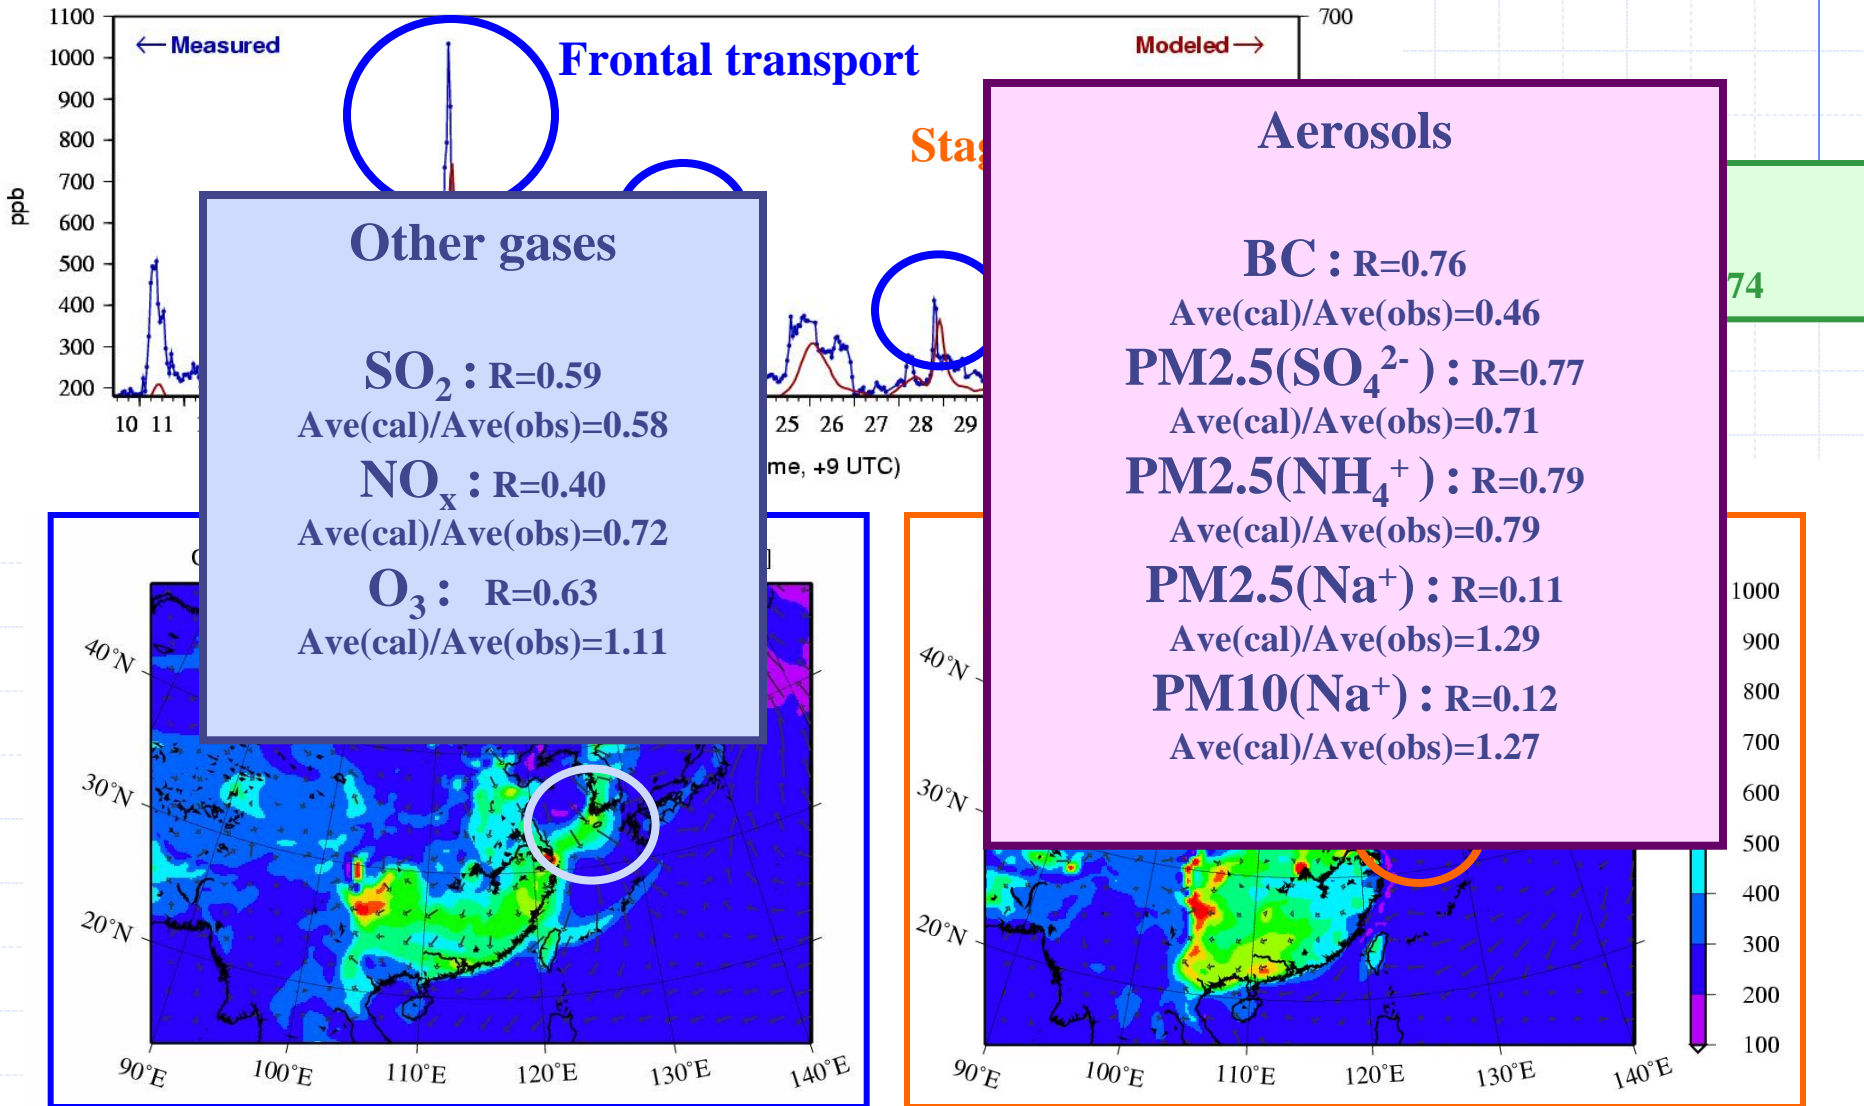 1100
1000
900
800
700
600
500
400
300
200
ppb
← Measured
Frontal transport
Modeled →
700
10 11
25 26 27 28 29
me, +9 UTC)
Other gases
SO₂ : R=0.59
Ave(cal)/Ave(obs)=0.58
NOₓ : R=0.40
Ave(cal)/Ave(obs)=0.72
O₃ : R=0.63
Ave(cal)/Ave(obs)=1.11
Aerosols
BC : R=0.76
Ave(cal)/Ave(obs)=0.46
PM2.5(SO₄²⁻ ) : R=0.77
Ave(cal)/Ave(obs)=0.71
PM2.5(NH₄⁺ ) : R=0.79
Ave(cal)/Ave(obs)=0.79
PM2.5(Na⁺) : R=0.11
Ave(cal)/Ave(obs)=1.29
PM10(Na⁺) : R=0.12
Ave(cal)/Ave(obs)=1.27
74
]
40°N
30°N
20°N
90°E
100°E
110°E
120°E
130°E
140°E
40°N
30°N
20°N
90°E
100°E
110°E
120°E
130°E
140°E
1000
900
800
700
600
500
400
300
200
100